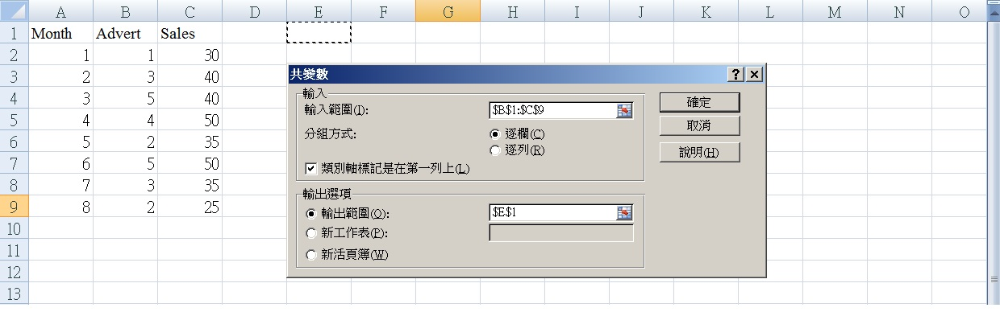 A B C D E F G H I J K L M N O
1 Month Advert Sales
2 1 1 30
3 2 3 40
4 3 5 40
5 4 4 50
6 5 2 35
7 6 5 50
8 7 3 35
9 8 2 25
10
11
12
13
共變數
輸入
輸入範圍(I): $B$1:$C$9
分組方式: 逐欄(C)
逐列(R)
類別軸標記是在第一列上(L)
輸出選項
輸出範圍(O): $E$1
新工作表(P):
新活頁簿(W)
確定
取消
說明(H)